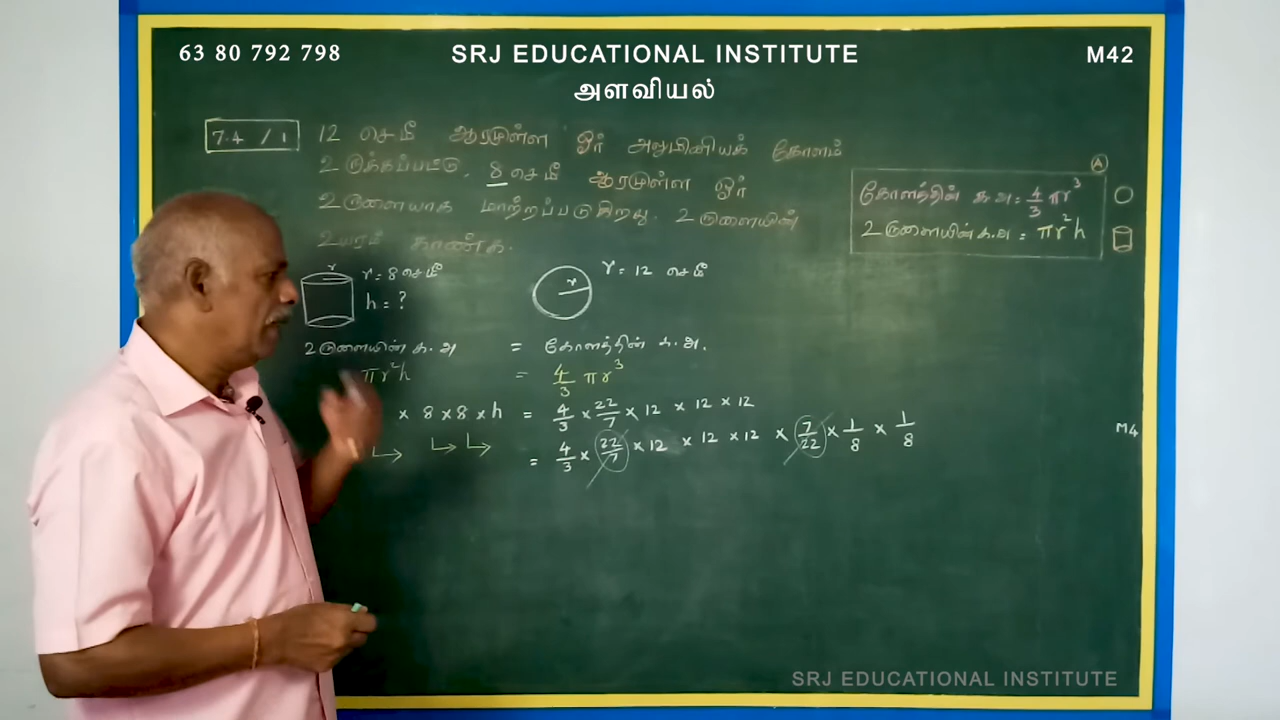 63 80 792 798 SRJ EDUCATIONAL INSTITUTE M42
அளவியல்
7.4 / 1 12 செமீ ஆரமுள்ள ஓர் அலுமினியக் கோளம்
உருக்கப்பட்டு, 8 செமீ ஆரமுள்ள ஓர்
உருளையாக மாற்றப்படுகிறது. உருளையின்
உயரம் காண்க.
A
கோளத்தின் க.அ = 4/3 πr³
உருளையின் க.அ = πr²h
r r = 8 செமீ
h = ?
r r = 12 செமீ
உருளையின் க.அ = கோளத்தின் க.அ.
πr²h = 4/3 πr³
× 8 × 8 × h = 4/3 × 22/7 × 12 × 12 × 12
= 4/3 × 22/7 × 12 × 12 × 12 × 7/22 × 1/8 × 1/8
M4
SRJ EDUCATIONAL INSTITUTE